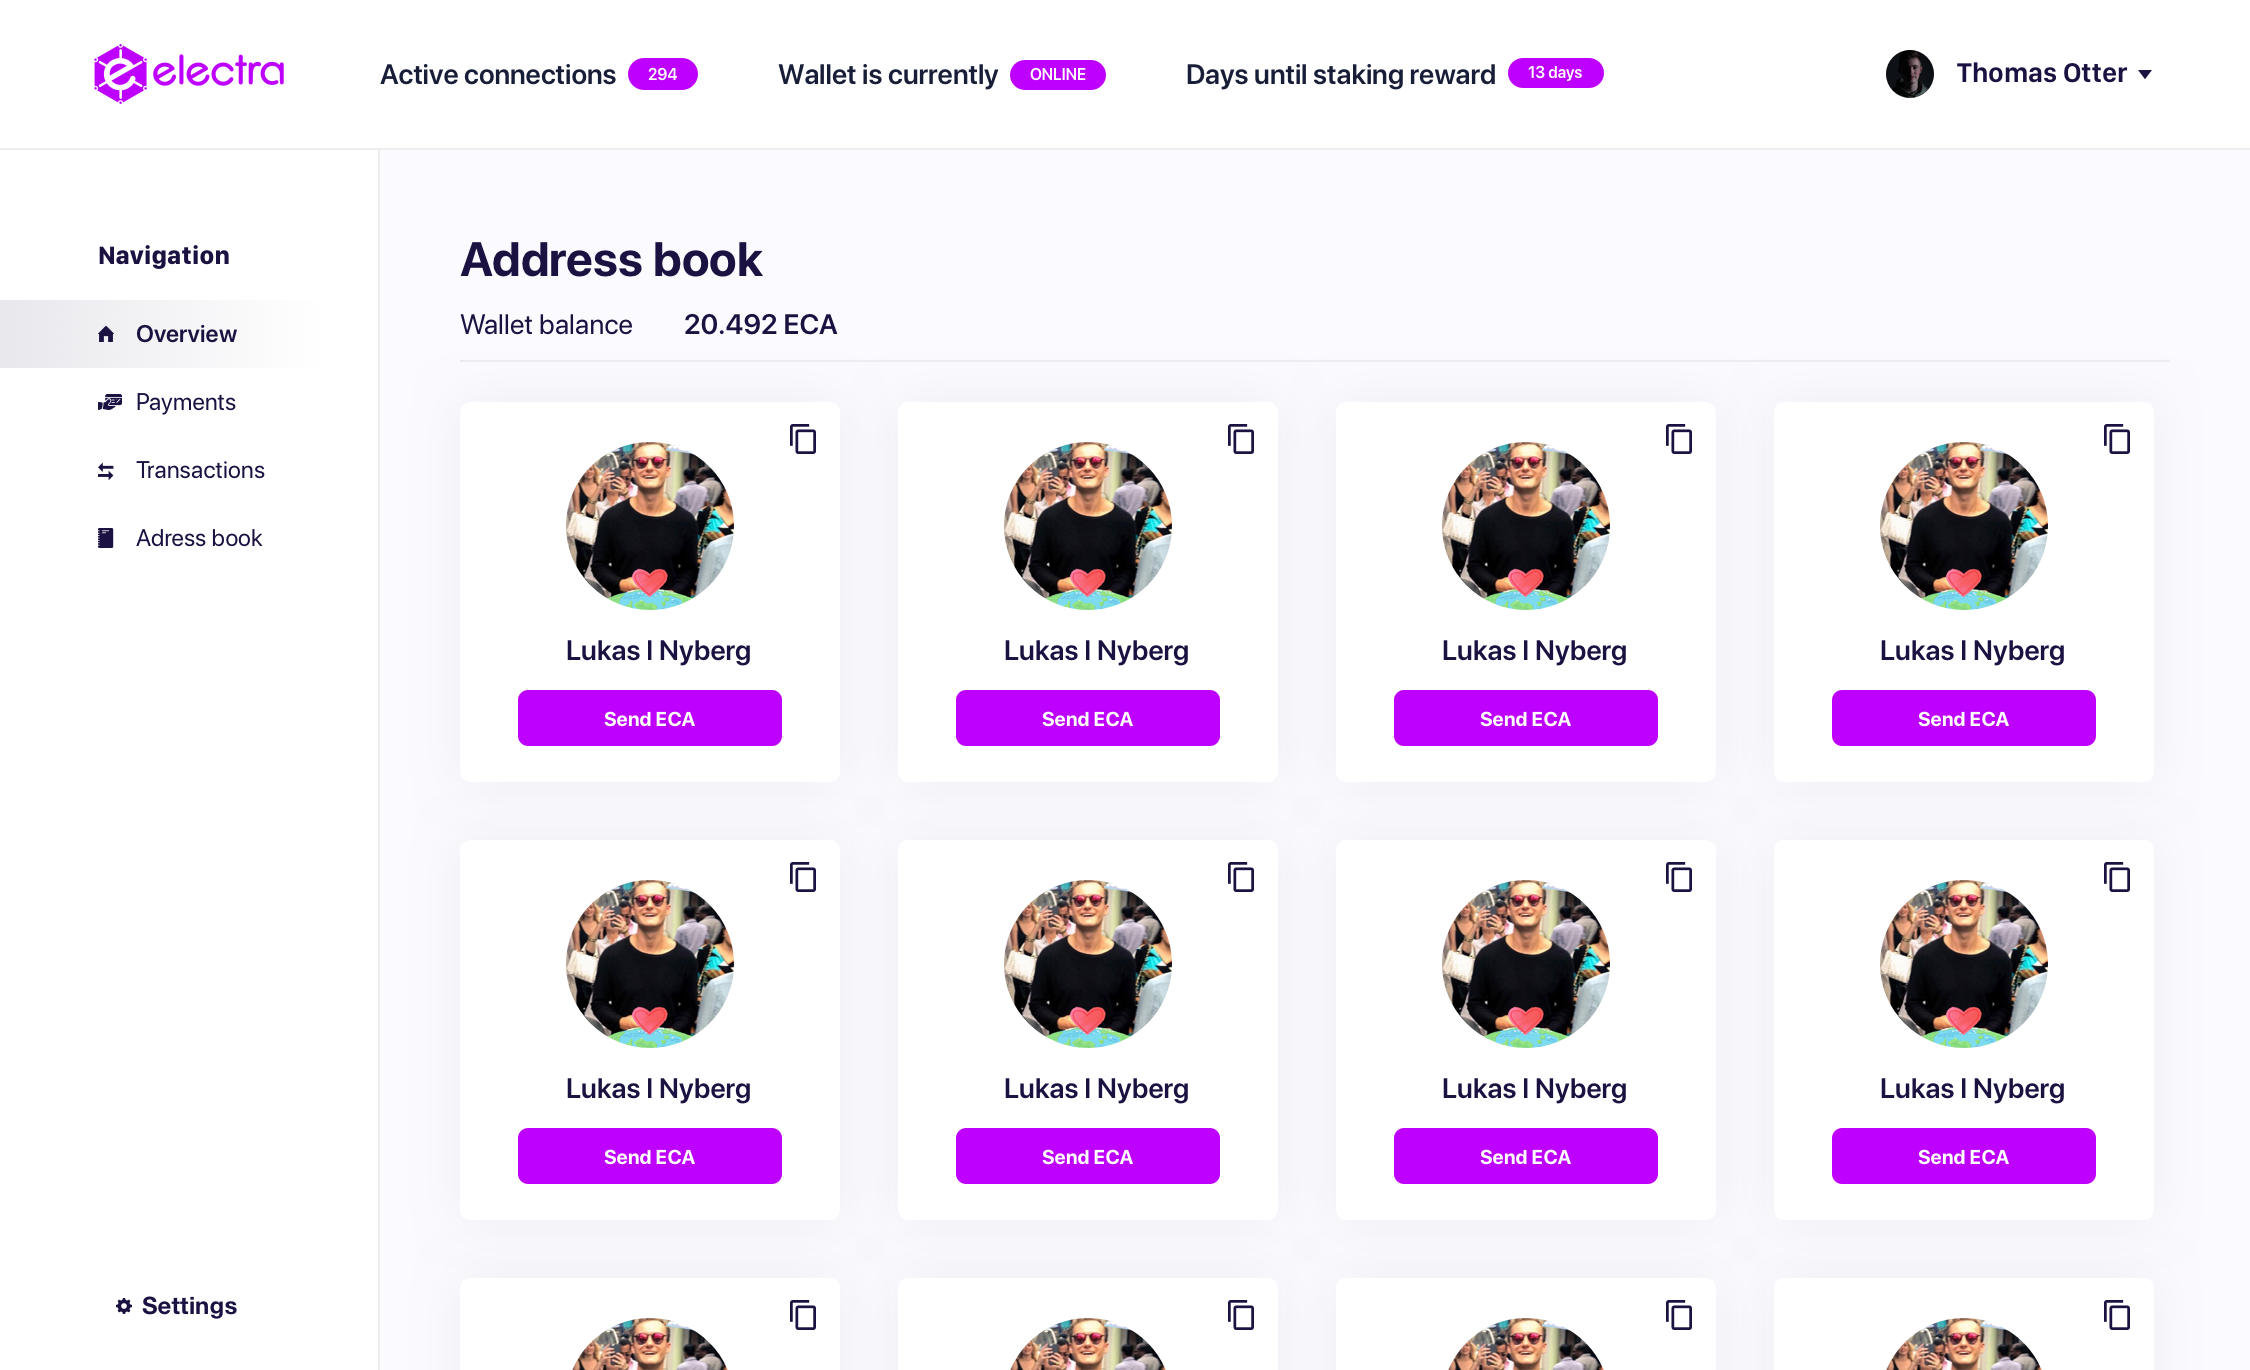 electra
Active connections 294
Wallet is currently ONLINE
Days until staking reward 13 days
Thomas Otter
Navigation
Overview
Payments
Transactions
Adress book
Settings
Address book
Wallet balance 20.492 ECA
Lukas I Nyberg
Send ECA
Lukas I Nyberg
Send ECA
Lukas I Nyberg
Send ECA
Lukas I Nyberg
Send ECA
Lukas I Nyberg
Send ECA
Lukas I Nyberg
Send ECA
Lukas I Nyberg
Send ECA
Lukas I Nyberg
Send ECA